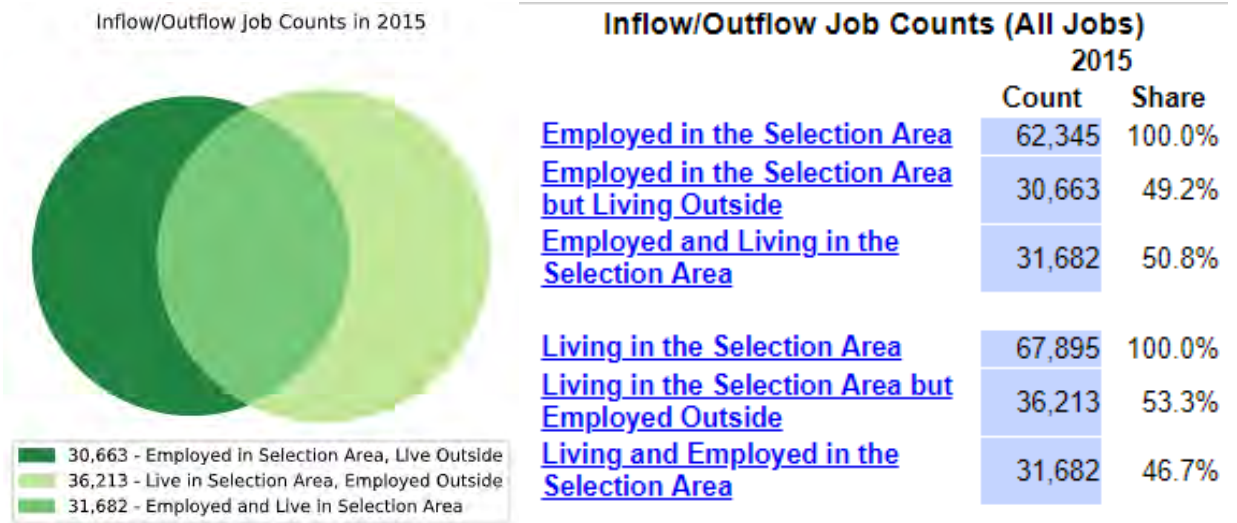 Inflow/Outflow Job Counts in 2015
30,663 - Employed in Selection Area, Live Outside
36,213 - Live in Selection Area, Employed Outside
31,682 - Employed and Live in Selection Area
Inflow/Outflow Job Counts (All Jobs)
2015
Count Share
Employed in the Selection Area 62,345 100.0%
Employed in the Selection Area
but Living Outside 30,663 49.2%
Employed and Living in the
Selection Area 31,682 50.8%
Living in the Selection Area 67,895 100.0%
Living in the Selection Area but
Employed Outside 36,213 53.3%
Living and Employed in the
Selection Area 31,682 46.7%